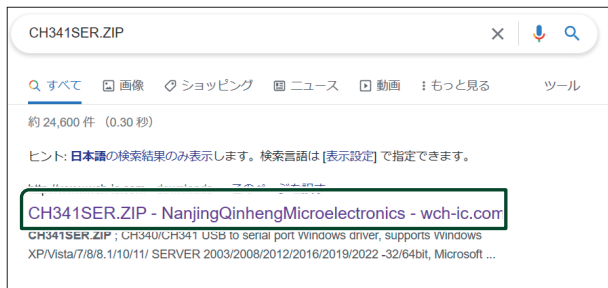 CH341SER.ZIP
すべて 画像 ショッピング ニュース 動画 もっと見る ツール
約 24,600 件 （0.30 秒）
ヒント: 日本語の検索結果のみ表示します。検索言語は [表示設定] で指定できます。
CH341SER.ZIP - NanjingQinhengMicroelectronics - wch-ic.com
CH341SER.ZIP ; CH340/CH341 USB to serial port Windows driver, supports Windows
XP/Vista/7/8/8.1/10/11/ SERVER 2003/2008/2012/2016/2019/2022 -32/64bit, Microsoft ...